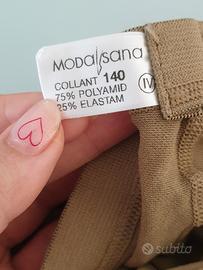 MODA sana
COLLANT 140
75% POLYAMID
25% ELASTAM
IV
subito